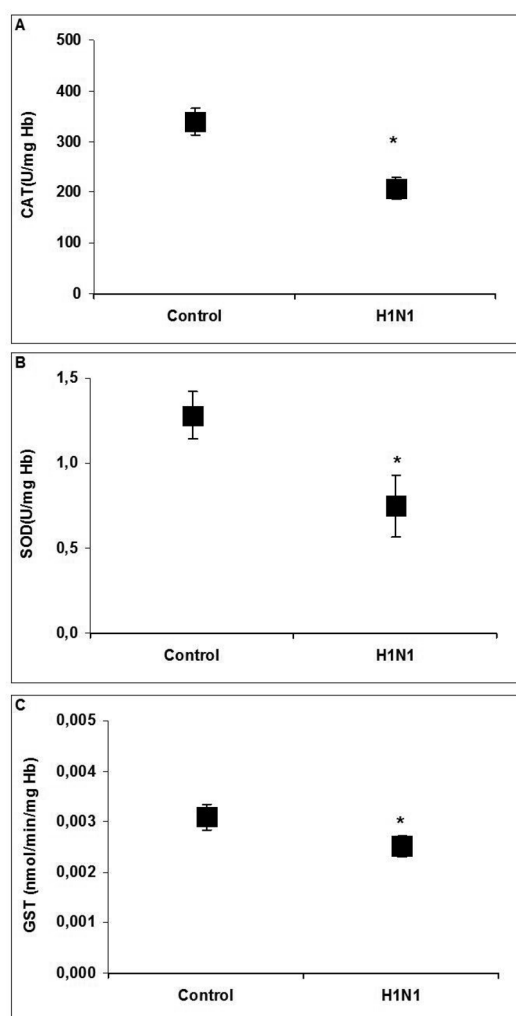 A
500
400
300
200
100
0
CAT(U/mg Hb)
*
Control H1N1
B
1,5
1,0
0,5
0,0
SOD(U/mg Hb)
*
Control H1N1
C
0,005
0,004
0,003
0,002
0,001
0,000
GST (nmol/min/mg Hb)
*
Control H1N1